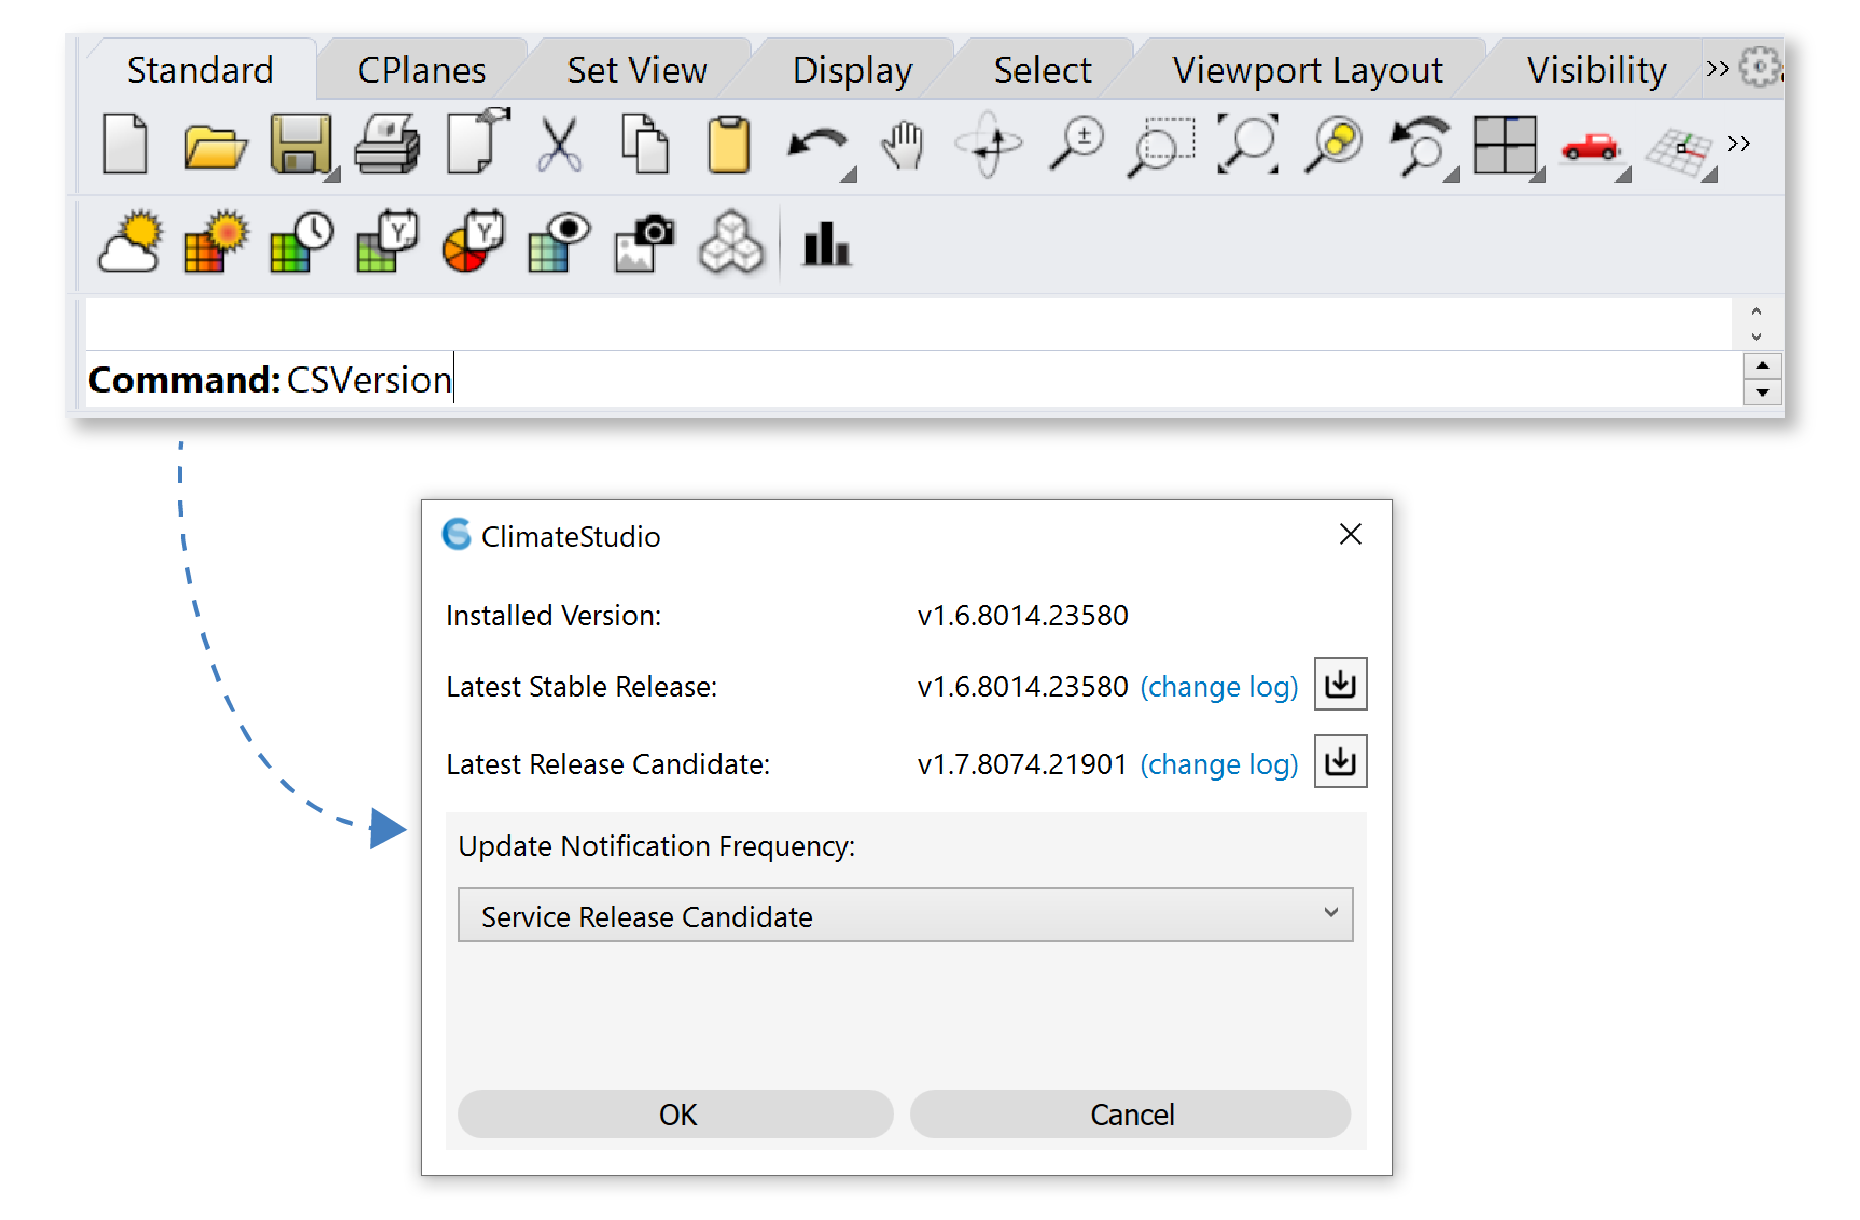 Standard CPlanes Set View Display Select Viewport Layout Visibility
Command: CSVersion
ClimateStudio
Installed Version: v1.6.8014.23580
Latest Stable Release: v1.6.8014.23580 (change log)
Latest Release Candidate: v1.7.8074.21901 (change log)
Update Notification Frequency:
Service Release Candidate
OK Cancel